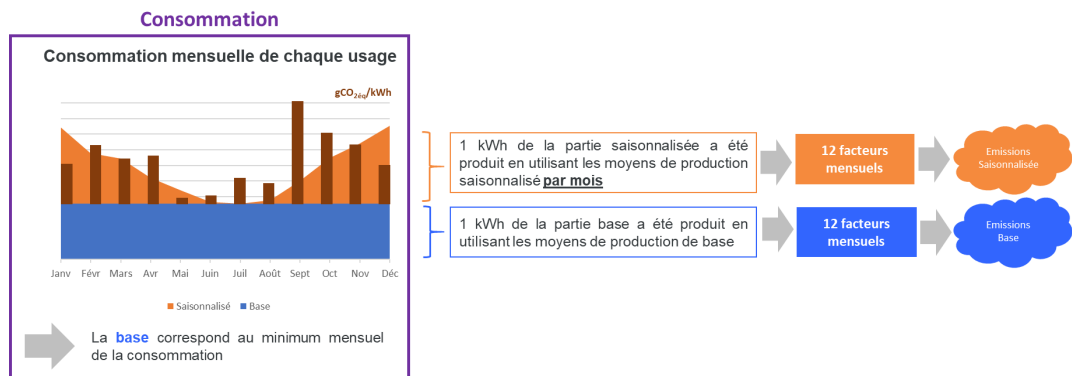 Consommation
Consommation mensuelle de chaque usage
gCO2éq/kWh
Janv Févr Mars Avr Mai Juin Juil Août Sept Oct Nov Déc
Saisonnalisé Base
La base correspond au minimum mensuel
de la consommation
1 kWh de la partie saisonnalisée a été
produit en utilisant les moyens de production
saisonnalisé par mois
12 facteurs
mensuels
Emissions
Saisonnalisée
1 kWh de la partie base a été produit en
utilisant les moyens de production de base
12 facteurs
mensuels
Emissions
Base